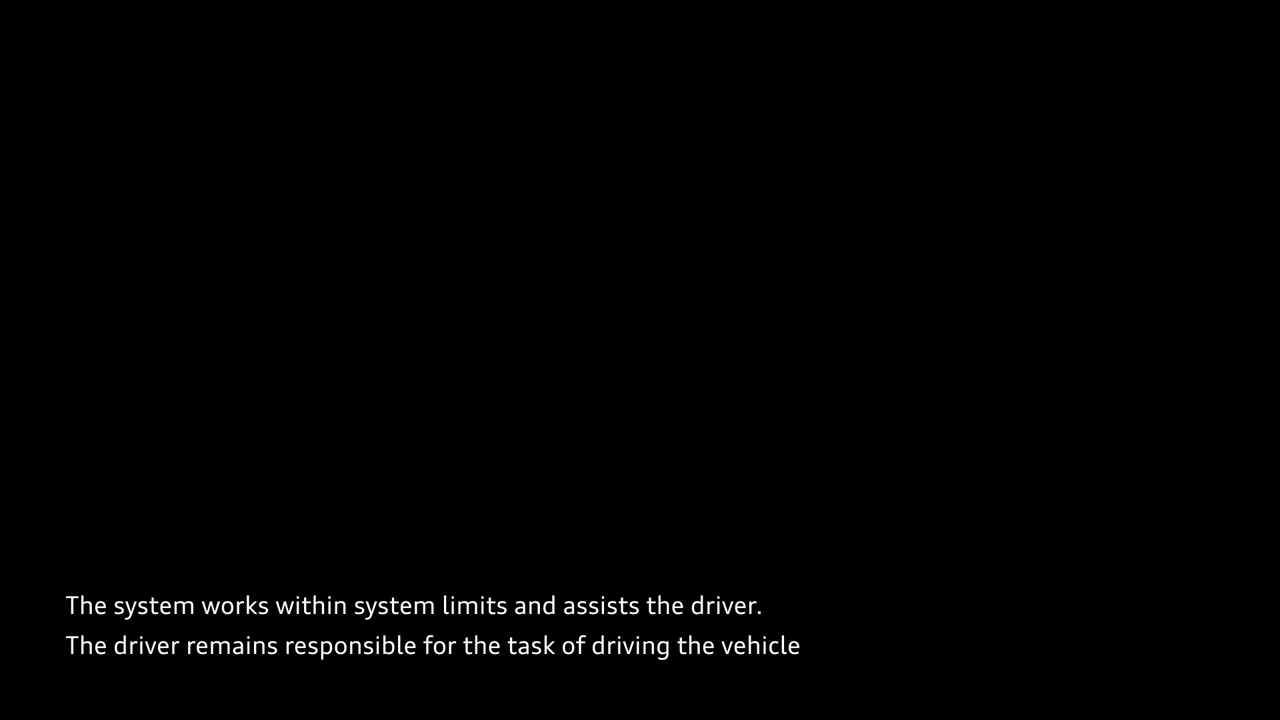 The system works within system limits and assists the driver.
The driver remains responsible for the task of driving the vehicle